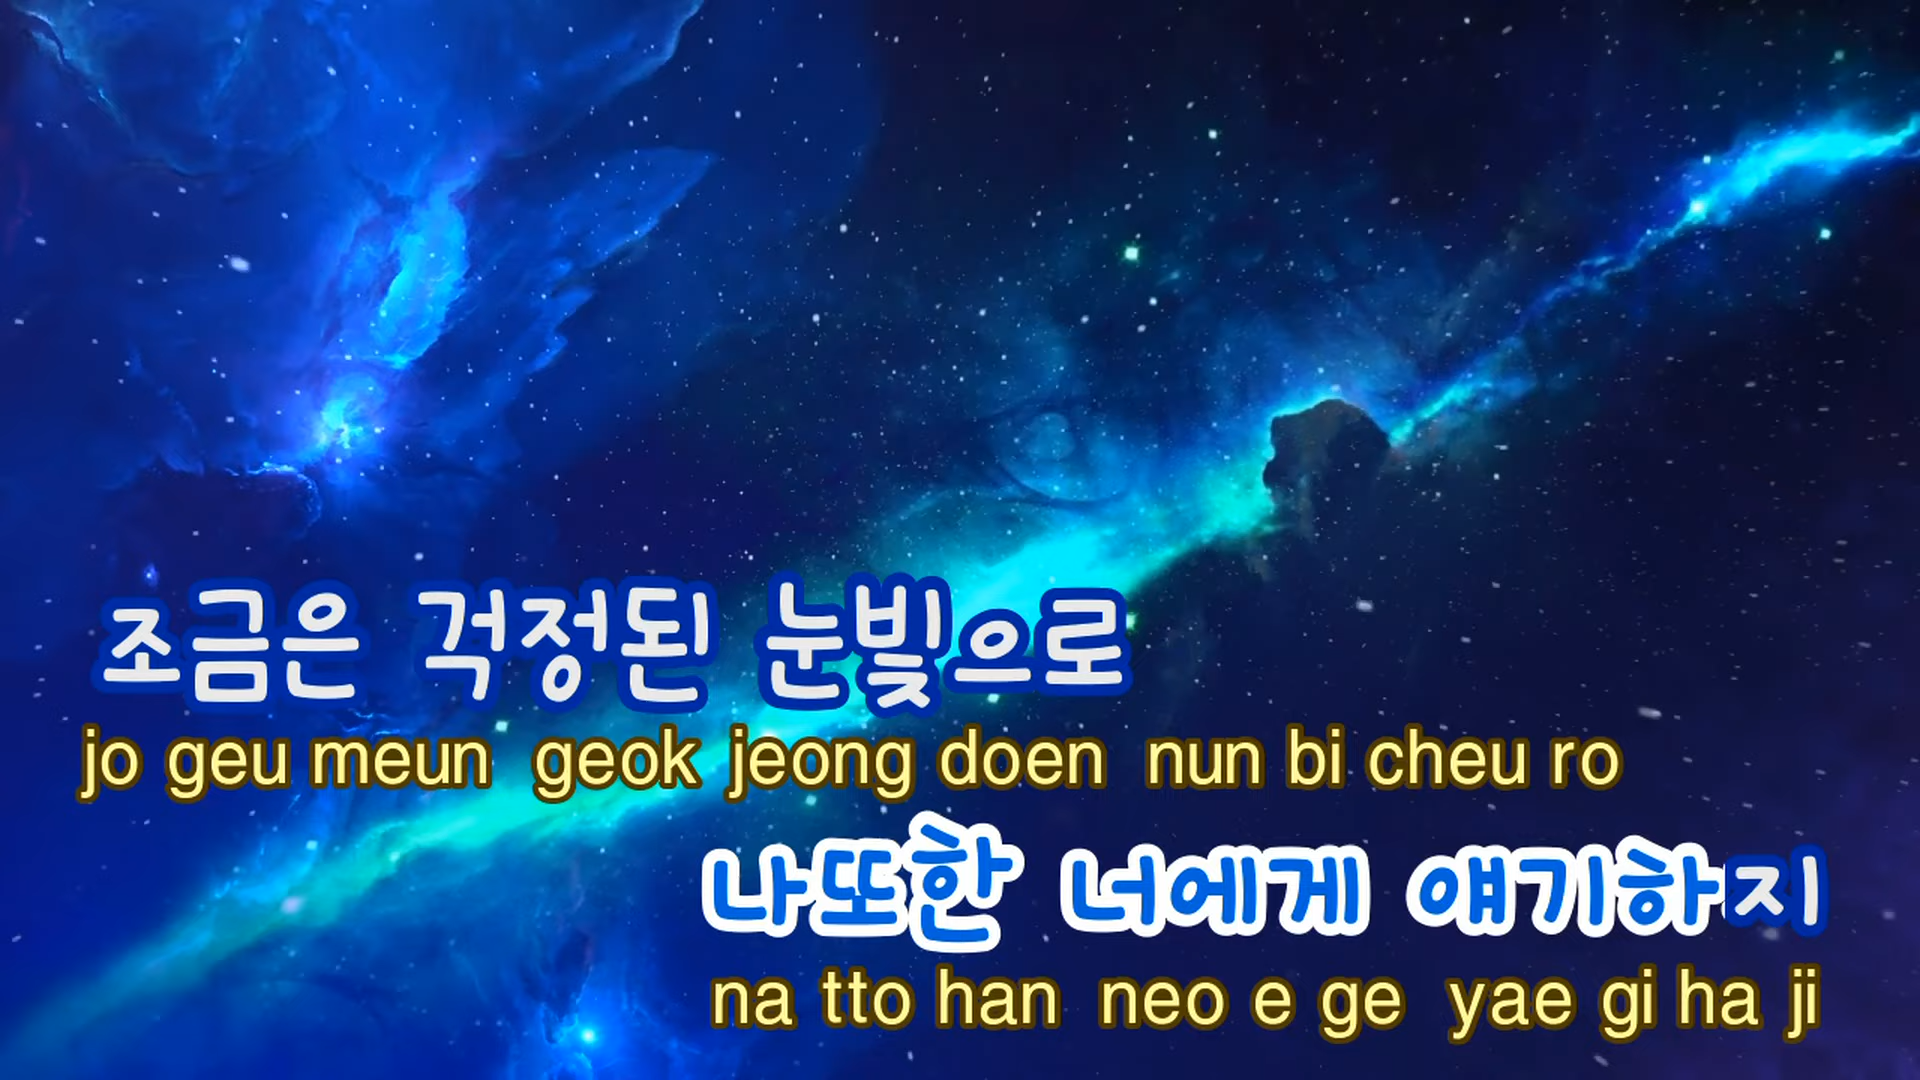 조금은 걱정된 눈빛으로
jo geu meun geok jeong doen nun bi cheu ro
나또한 너에게 얘기하지
na tto han neo e ge yae gi ha ji